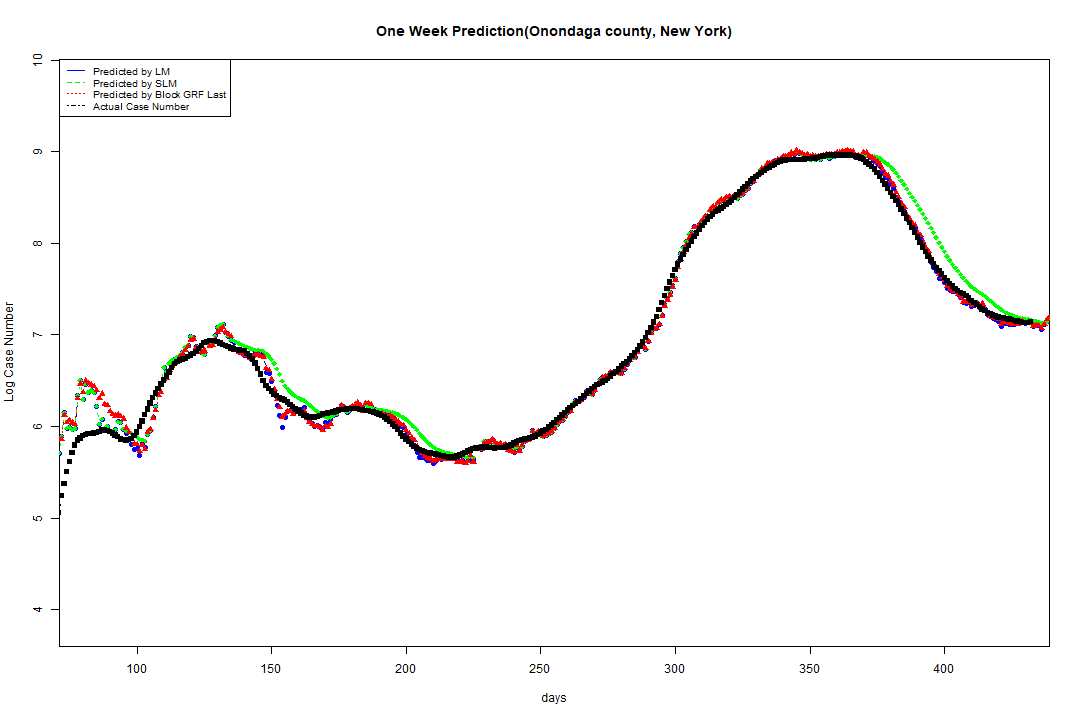 One Week Prediction(Onondaga county, New York)
Predicted by LM
Predicted by SLM
Predicted by Block GRF Last
Actual Case Number
Log Case Number
10
9
8
7
6
5
4
100 150 200 250 300 350 400
days